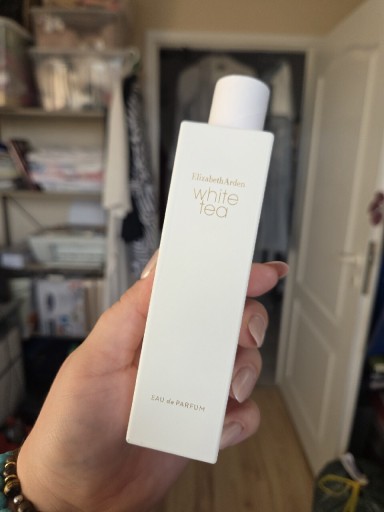 Elizabeth Arden
white
tea
EAU de PARFUM